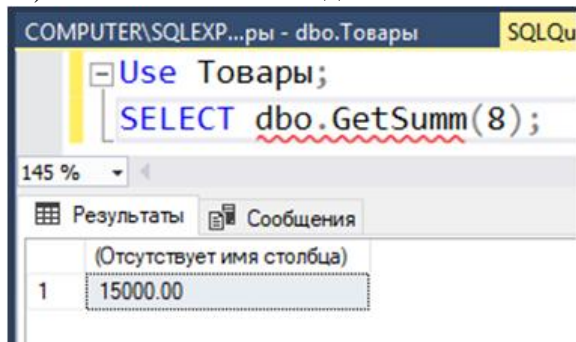 COMPUTER\SQLEXP...ры - dbo.Товары SQLQu
Use Товары;
SELECT dbo.GetSumm(8);
145 %
Результаты Сообщения
(Отсутствует имя столбца)
1 15000.00